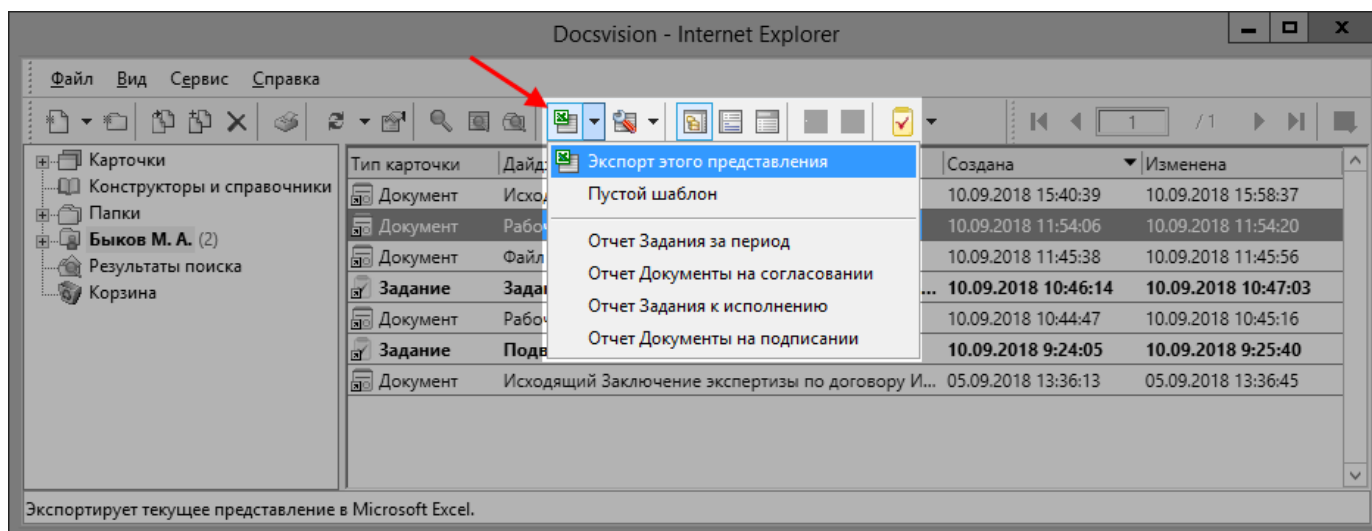 Docsvision - Internet Explorer
Файл Вид Сервис Справка
1 / 1
Карточки
Конструкторы и справочники
Папки
Быков М. А. (2)
Результаты поиска
Корзина
Тип карточки Создана Изменена
Экспорт этого представления
Пустой шаблон
Отчет Задания за период
Отчет Документы на согласовании
Отчет Задания к исполнению
Отчет Документы на подписании
Документ 10.09.2018 15:40:39 10.09.2018 15:58:37
Документ 10.09.2018 11:54:06 10.09.2018 11:54:20
Документ Файл 10.09.2018 11:45:38 10.09.2018 11:45:56
Задание ... 10.09.2018 10:46:14 10.09.2018 10:47:03
Документ 10.09.2018 10:44:47 10.09.2018 10:45:16
Задание 10.09.2018 9:24:05 10.09.2018 9:25:40
Документ Исходящий Заключение экспертизы по договору И... 05.09.2018 13:36:13 05.09.2018 13:36:45
Экспортирует текущее представление в Microsoft Excel.